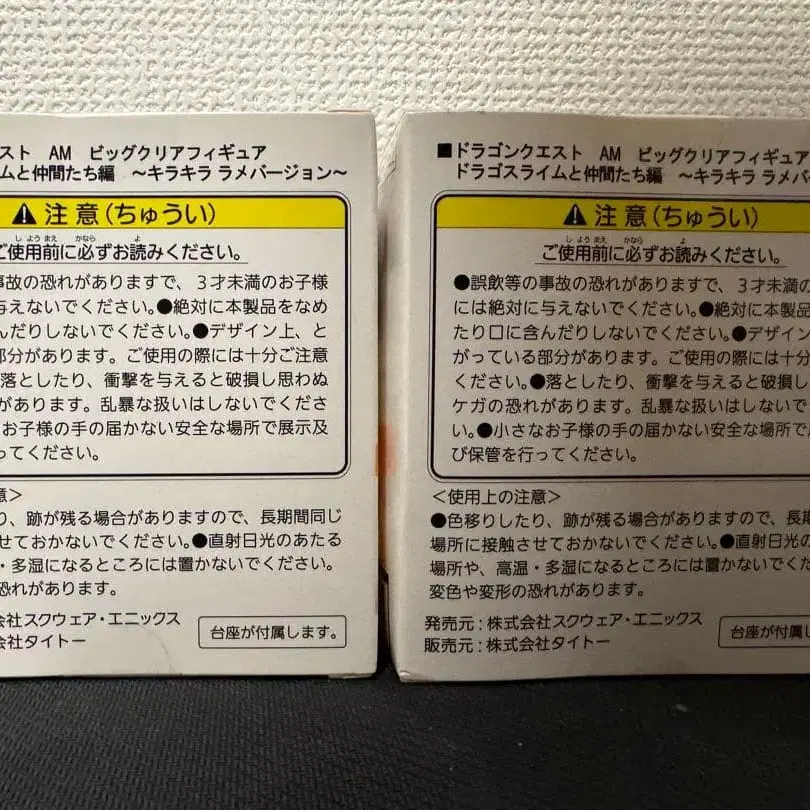 スト AM ビッグクリアフィギュア
ムと仲間たち編 ～キラキラ ラメバージョン～
注意(ちゅうい)
ご使用前に必ずお読みください。
事故の恐れがありますで、３才未満のお子様
与えないでください。●絶対に本製品をなめ
んだりしないでください。●デザイン上、と
部分があります。ご使用の際には十分ご注意
落としたり、衝撃を与えると破損し思わぬ
があります。乱暴な扱いはしないでくださ
お子様の手の届かない安全な場所で展示及
ってください。
意＞
り、跡が残る場合がありますので、長期間同じ
せておかないでください。●直射日光のあたる
・多湿になるところには置かないでください。
恐れがあります。
会社スクウェア・エニックス
会社タイトー
台座が付属します。
■ドラゴンクエスト AM ビッグクリアフィギュア
ドラゴスライムと仲間たち編 ～キラキラ ラメバー
注意(ちゅうい)
ご使用前に必ずお読みください。
●誤飲等の事故の恐れがありますで、３才未満の
には絶対に与えないでください。●絶対に本製品
たり口に含んだりしないでください。●デザイン
がっている部分があります。ご使用の際には十分
ください。●落としたり、衝撃を与えると破損し
ケガの恐れがあります。乱暴な扱いはしないで
い。●小さなお子様の手の届かない安全な場所で
び保管を行ってください。
＜使用上の注意＞
●色移りしたり、跡が残る場合がありますので、長
場所に接触させておかないでください。●直射日光の
場所や、高温・多湿になるところには置かないでくだ
変色や変形の恐れがあります。
発売元：株式会社スクウェア・エニックス
販売元：株式会社タイトー
台座が付属し